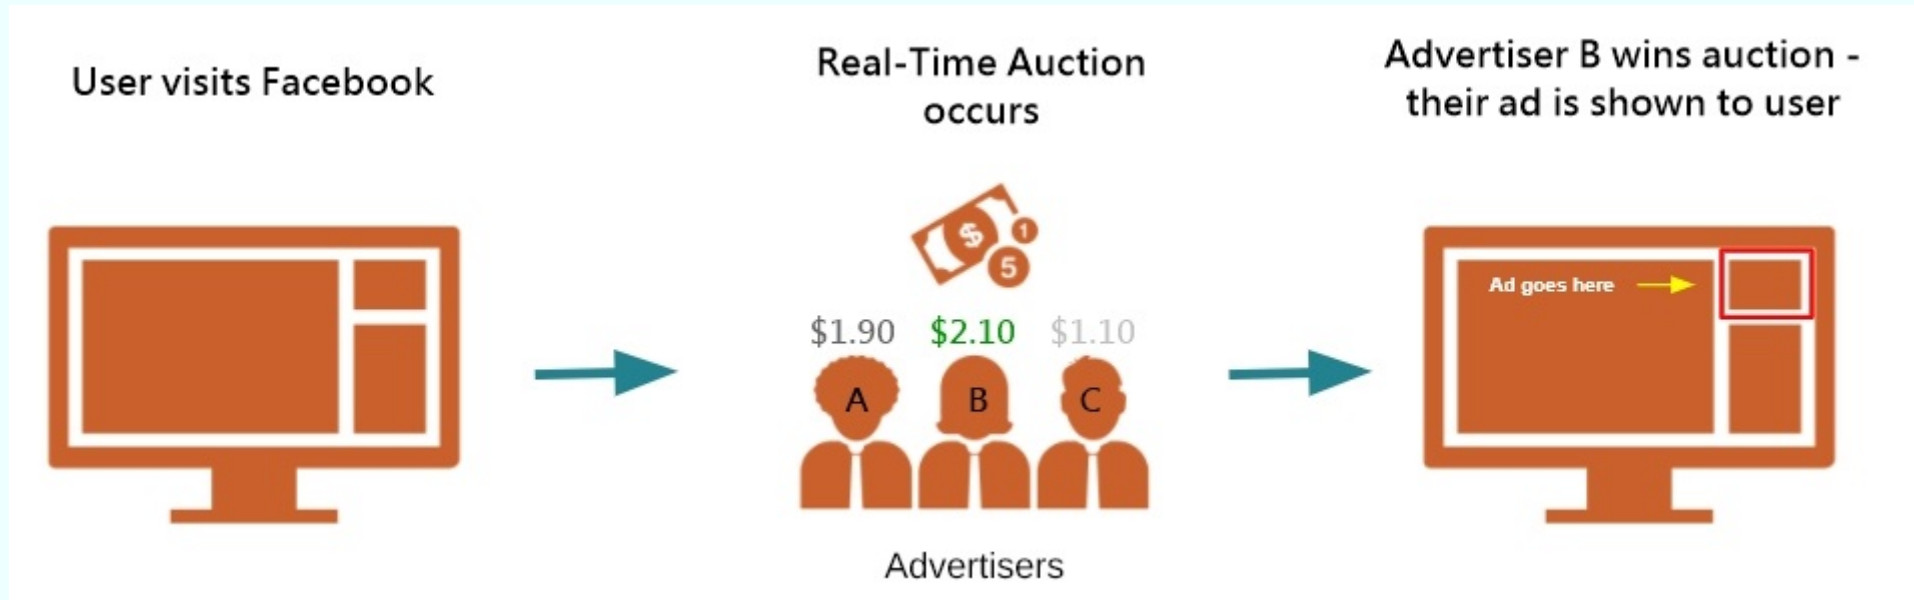 User visits Facebook
Real-Time Auction
occurs
Advertiser B wins auction -
their ad is shown to user
$
1
5
$1.90 $2.10 $1.10
A B C
Advertisers
Ad goes here